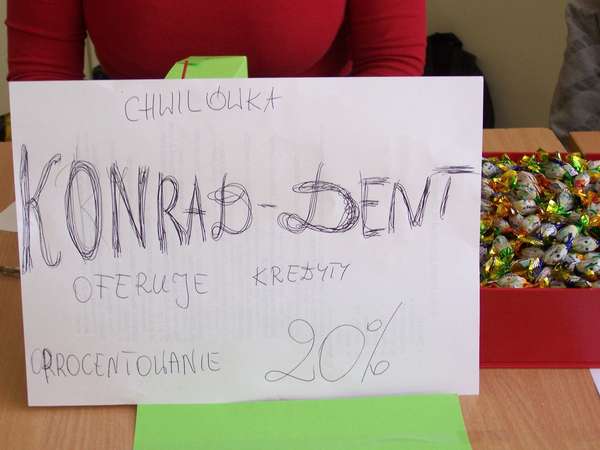 CHWILÓWKA
KONRAD-DENT
OFERUJE KREDYTY
OPROCENTOWANIE 20%